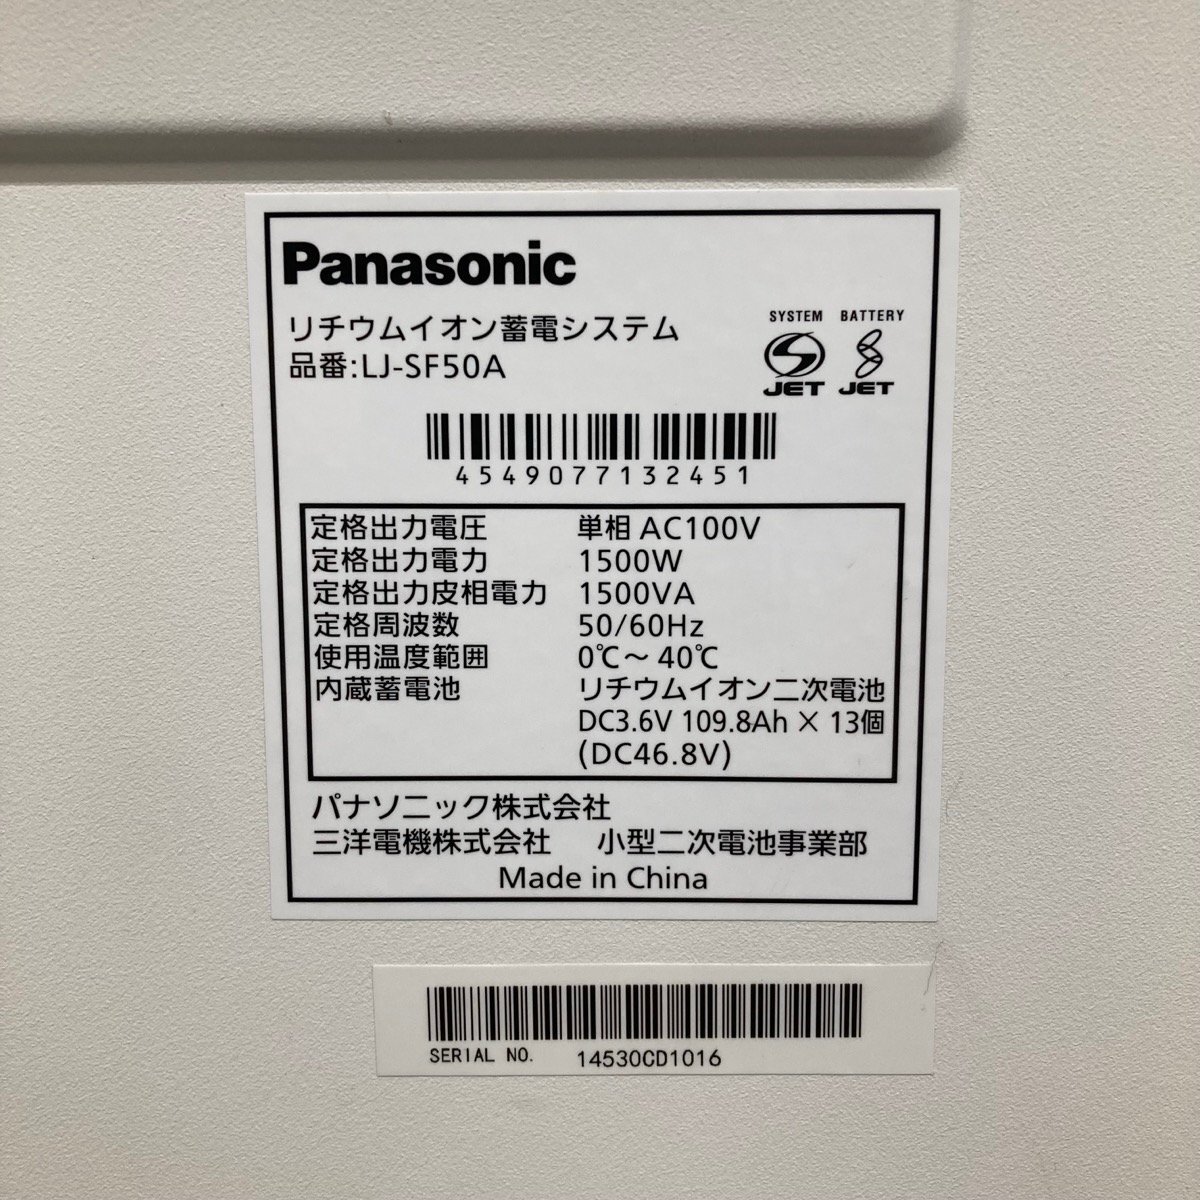 Panasonic
リチウムイオン蓄電システム
品番:LJ-SF50A
SYSTEM BATTERY
JET JET
4549077132451
定格出力電圧 単相 AC100V
定格出力電力 1500W
定格出力皮相電力 1500VA
定格周波数 50/60Hz
使用温度範囲 0℃～40℃
内蔵蓄電池 リチウムイオン二次電池
DC3.6V 109.8Ah × 13個
(DC46.8V)
パナソニック株式会社
三洋電機株式会社 小型二次電池事業部
Made in China
SERIAL NO. 14530CD1016